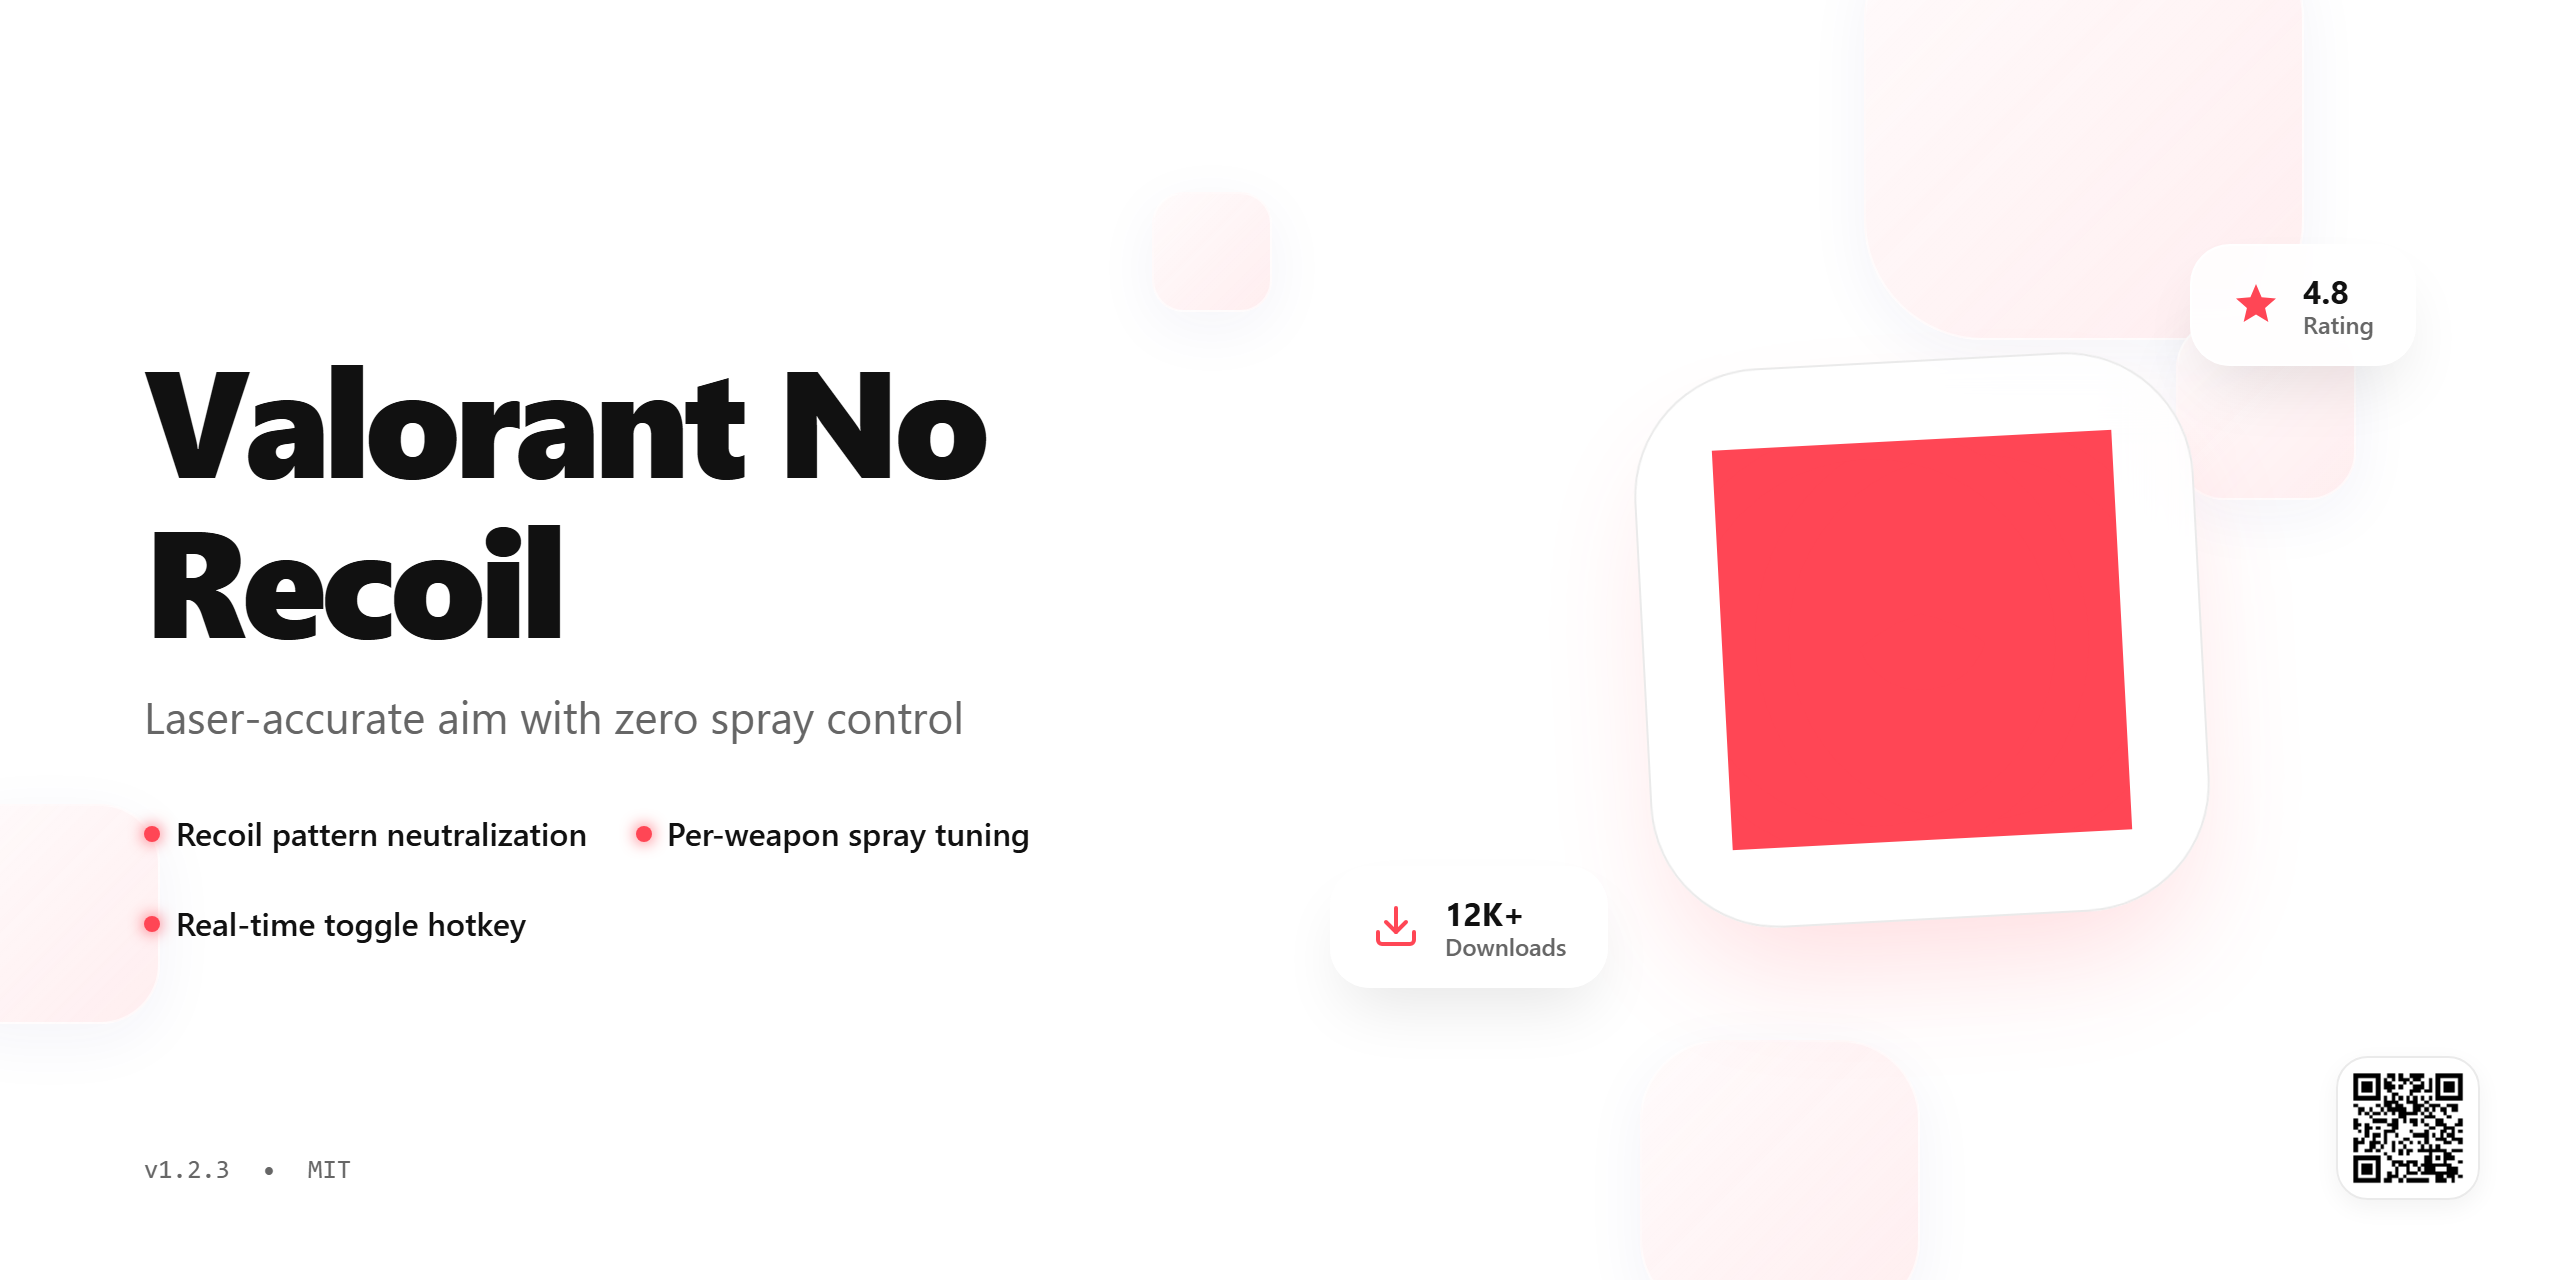 Valorant No
Recoil
Laser-accurate aim with zero spray control
Recoil pattern neutralization
Per-weapon spray tuning
Real-time toggle hotkey
4.8
Rating
12K+
Downloads
v1.2.3 • MIT